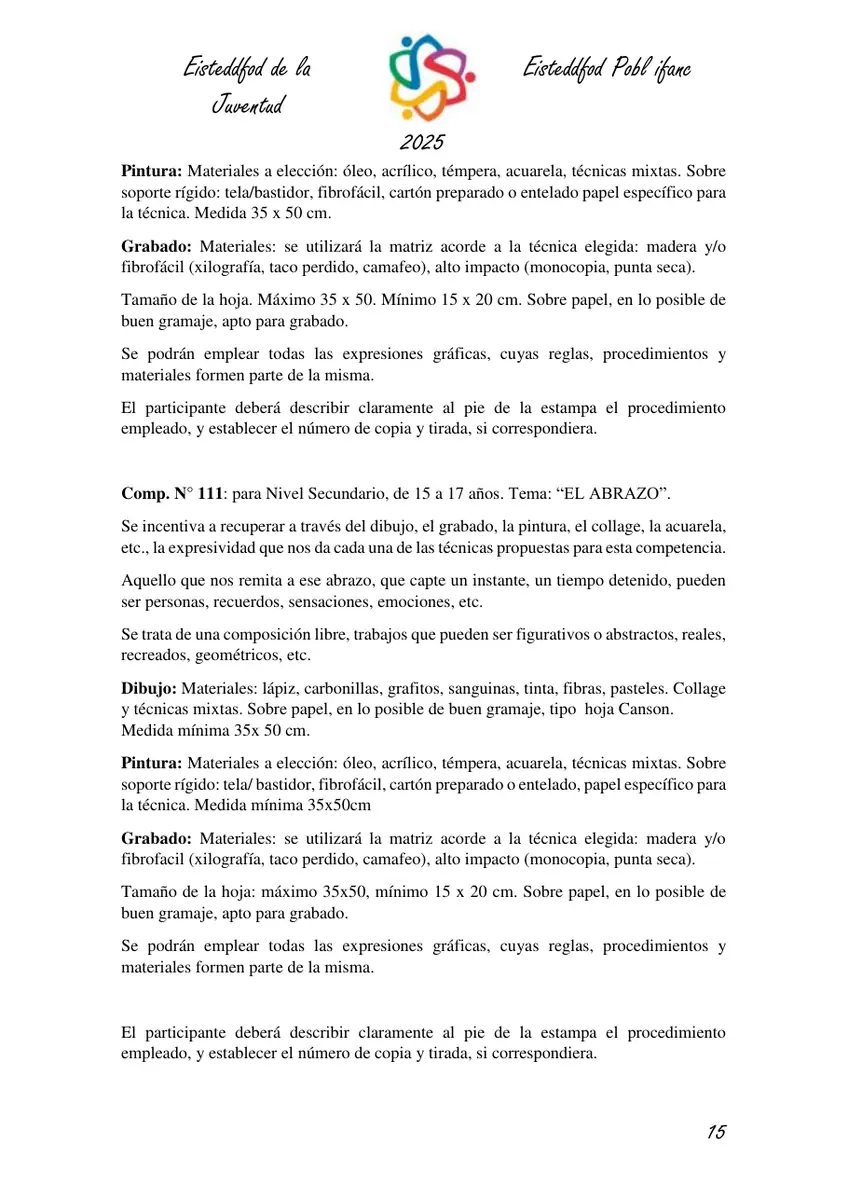 Eisteddfod de la
Juventud
Eisteddfod Pobl ifanc
2025
Pintura: Materiales a elección: óleo, acrílico, témpera, acuarela, técnicas mixtas. Sobre
soporte rígido: tela/bastidor, fibrofácil, cartón preparado o entelado papel específico para
la técnica. Medida 35 x 50 cm.
Grabado: Materiales: se utilizará la matriz acorde a la técnica elegida: madera y/o
fibrofácil (xilografía, taco perdido, camafeo), alto impacto (monocopia, punta seca).
Tamaño de la hoja. Máximo 35 x 50. Mínimo 15 x 20 cm. Sobre papel, en lo posible de
buen gramaje, apto para grabado.
Se podrán emplear todas las expresiones gráficas, cuyas reglas, procedimientos y
materiales formen parte de la misma.
El participante deberá describir claramente al pie de la estampa el procedimiento
empleado, y establecer el número de copia y tirada, si correspondiera.
Comp. N° 111: para Nivel Secundario, de 15 a 17 años. Tema: “EL ABRAZO”.
Se incentiva a recuperar a través del dibujo, el grabado, la pintura, el collage, la acuarela,
etc., la expresividad que nos da cada una de las técnicas propuestas para esta competencia.
Aquello que nos remita a ese abrazo, que capte un instante, un tiempo detenido, pueden
ser personas, recuerdos, sensaciones, emociones, etc.
Se trata de una composición libre, trabajos que pueden ser figurativos o abstractos, reales,
recreados, geométricos, etc.
Dibujo: Materiales: lápiz, carbonillas, grafitos, sanguinas, tinta, fibras, pasteles. Collage
y técnicas mixtas. Sobre papel, en lo posible de buen gramaje, tipo hoja Canson.
Medida mínima 35x 50 cm.
Pintura: Materiales a elección: óleo, acrílico, témpera, acuarela, técnicas mixtas. Sobre
soporte rígido: tela/ bastidor, fibrofácil, cartón preparado o entelado, papel específico para
la técnica. Medida mínima 35x50cm
Grabado: Materiales: se utilizará la matriz acorde a la técnica elegida: madera y/o
fibrofacil (xilografía, taco perdido, camafeo), alto impacto (monocopia, punta seca).
Tamaño de la hoja: máximo 35x50, mínimo 15 x 20 cm. Sobre papel, en lo posible de
buen gramaje, apto para grabado.
Se podrán emplear todas las expresiones gráficas, cuyas reglas, procedimientos y
materiales formen parte de la misma.
El participante deberá describir claramente al pie de la estampa el procedimiento
empleado, y establecer el número de copia y tirada, si correspondiera.
15